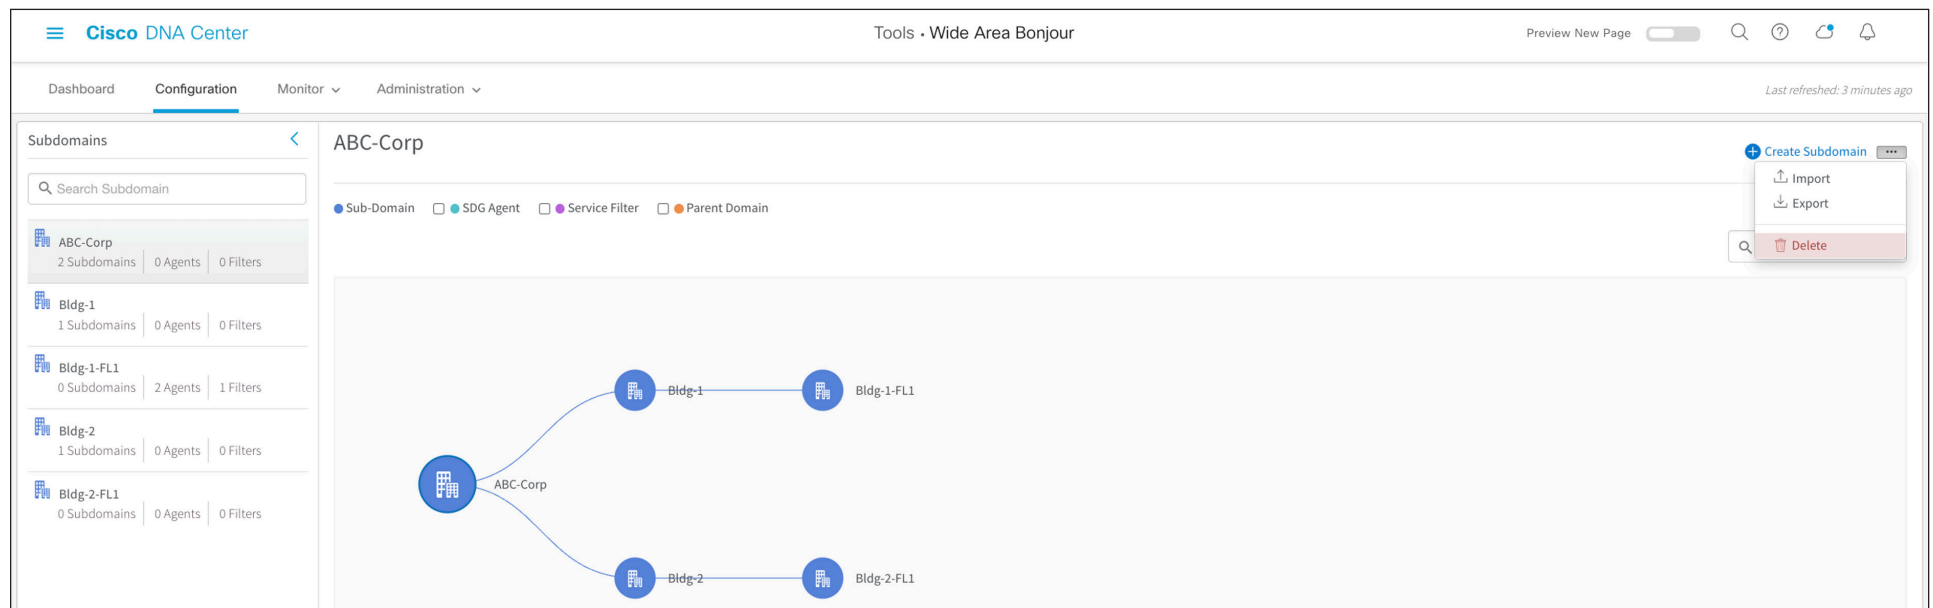 Cisco DNA Center
Tools • Wide Area Bonjour
Preview New Page
Dashboard
Configuration
Monitor
Administration
Last refreshed: 3 minutes ago
Subdomains
Search Subdomain
ABC-Corp
2 Subdomains
0 Agents
0 Filters
Bldg-1
1 Subdomains
0 Agents
0 Filters
Bldg-1-FL1
0 Subdomains
2 Agents
1 Filters
Bldg-2
1 Subdomains
0 Agents
0 Filters
Bldg-2-FL1
0 Subdomains
0 Agents
0 Filters
ABC-Corp
Create Subdomain
Import
Export
Delete
Sub-Domain
SDG Agent
Service Filter
Parent Domain
Bldg-1
Bldg-1-FL1
ABC-Corp
Bldg-2
Bldg-2-FL1